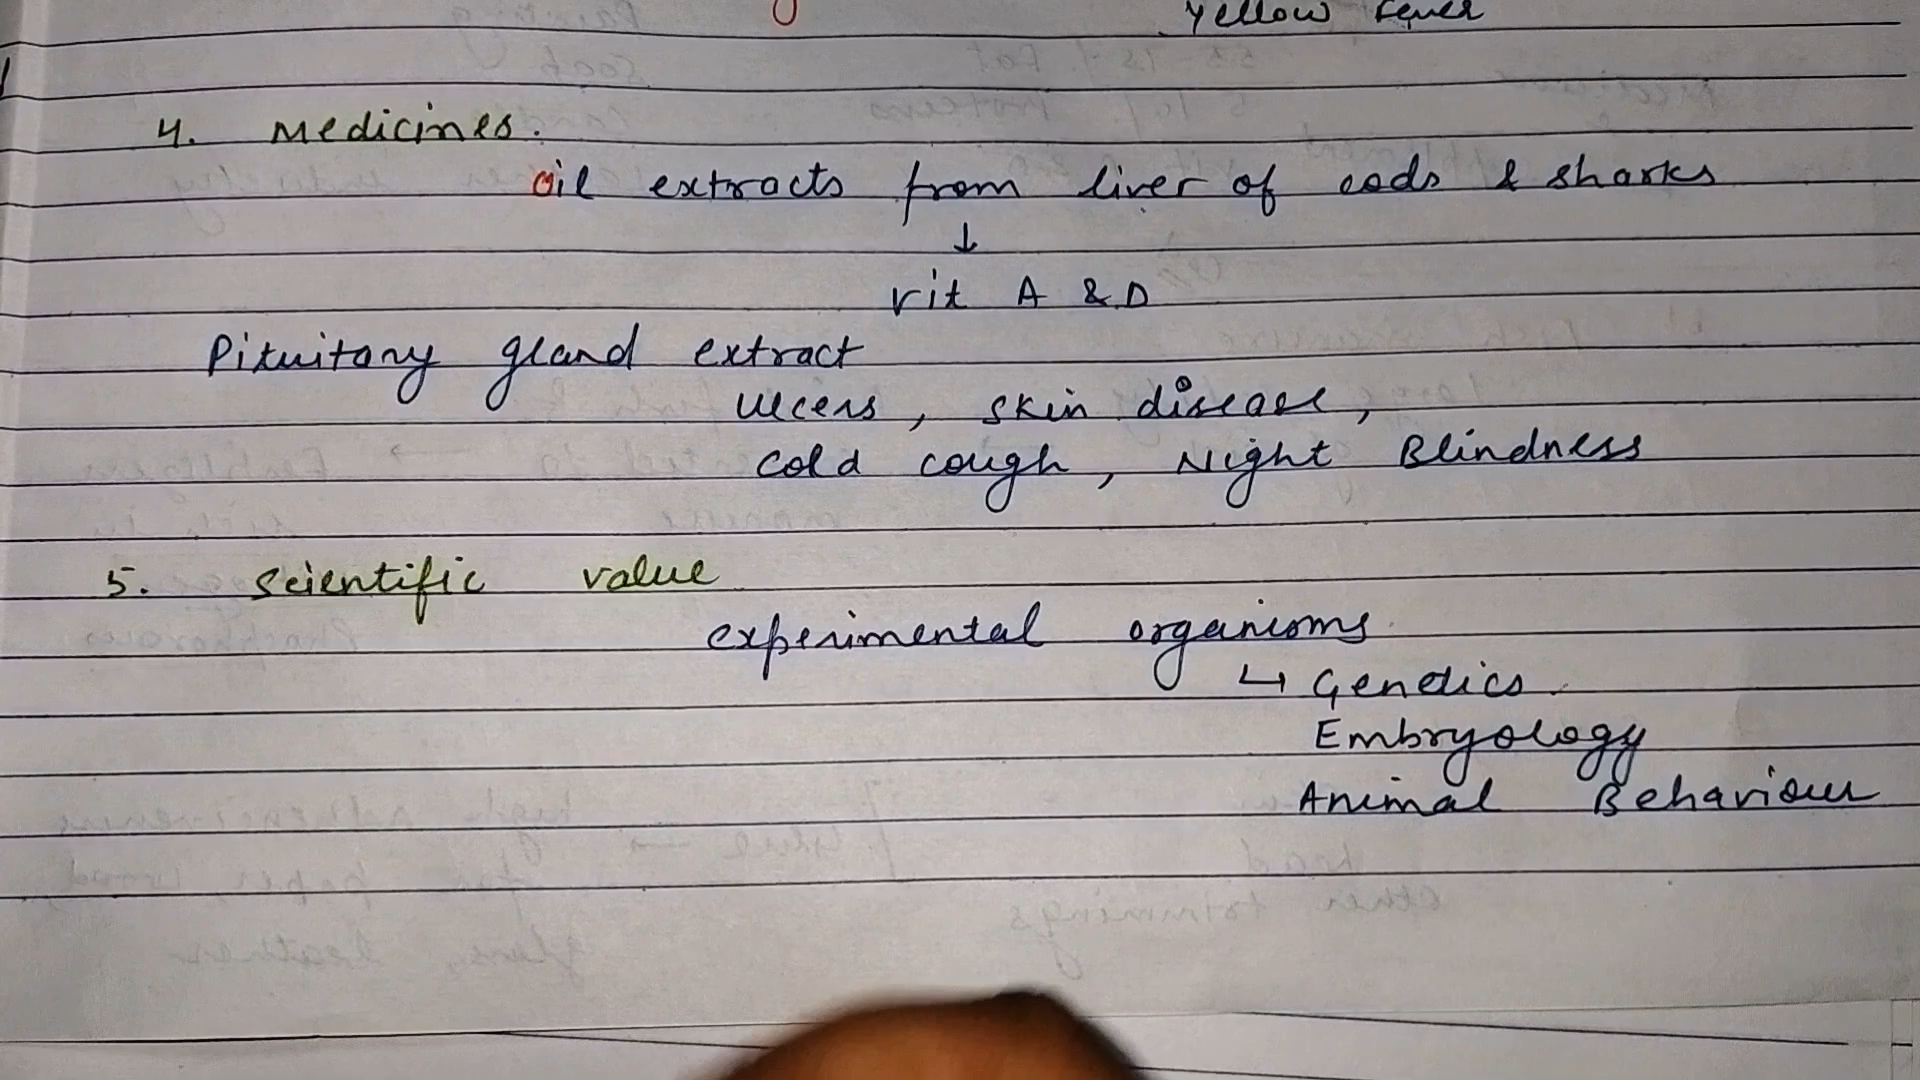 Yellow Fever
4. Medicines.
Oil extracts from liver of cods & sharks
↓
vit A & D
Pituitary gland extract
ulcers, skin disease,
cold cough, Night Blindness
5. Scientific value
experimental organisms
↳ Genetics
Embryology
Animal Behaviour